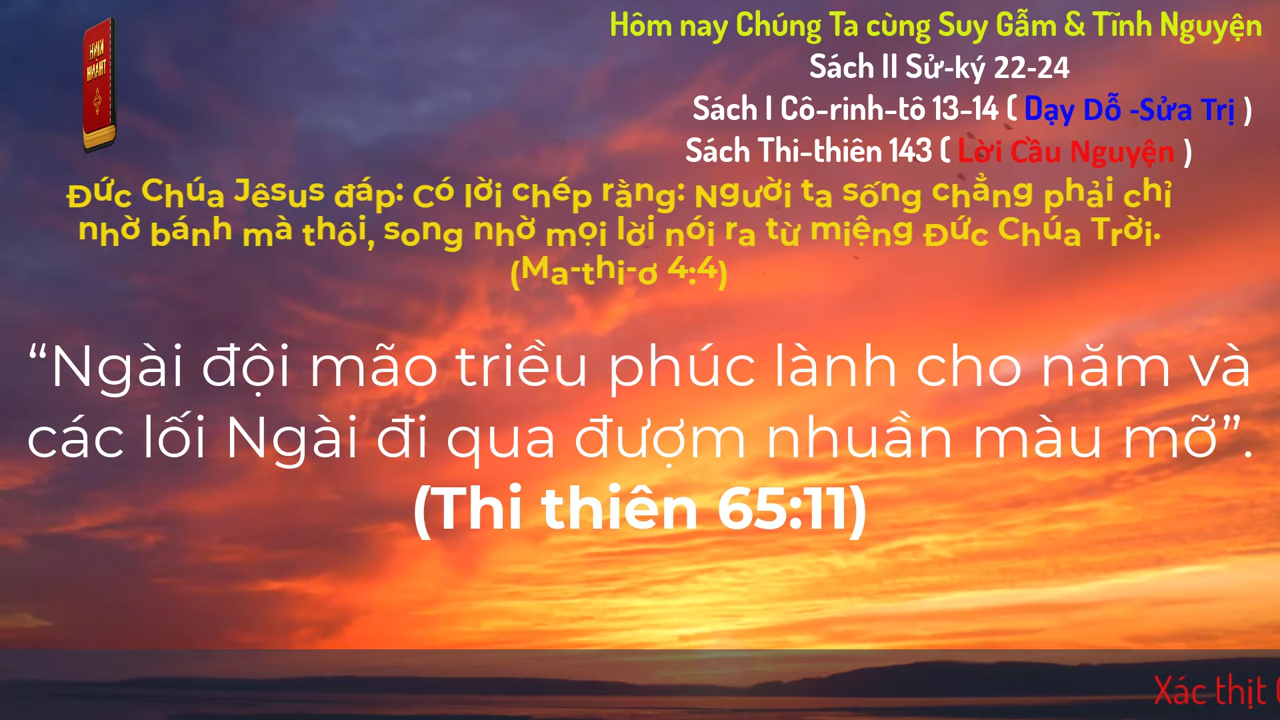 Hôm nay Chúng Ta cùng Suy Gẫm & Tĩnh Nguyện
Sách II Sử-ký 22-24
Sách I Cô-rinh-tô 13-14 ( Dạy Dỗ -Sửa Trị )
Sách Thi-thiên 143 ( Lời Cầu Nguyện )
Đức Chúa Jêsus đáp: Có lời chép rằng: Người ta sống chẳng phải chỉ
nhờ bánh mà thôi, song nhờ mọi lời nói ra từ miệng Đức Chúa Trời.
(Ma-thi-ơ 4:4)
“Ngài đội mão triều phúc lành cho năm và
các lối Ngài đi qua đượm nhuần màu mỡ”.
(Thi thiên 65:11)
Xác thịt